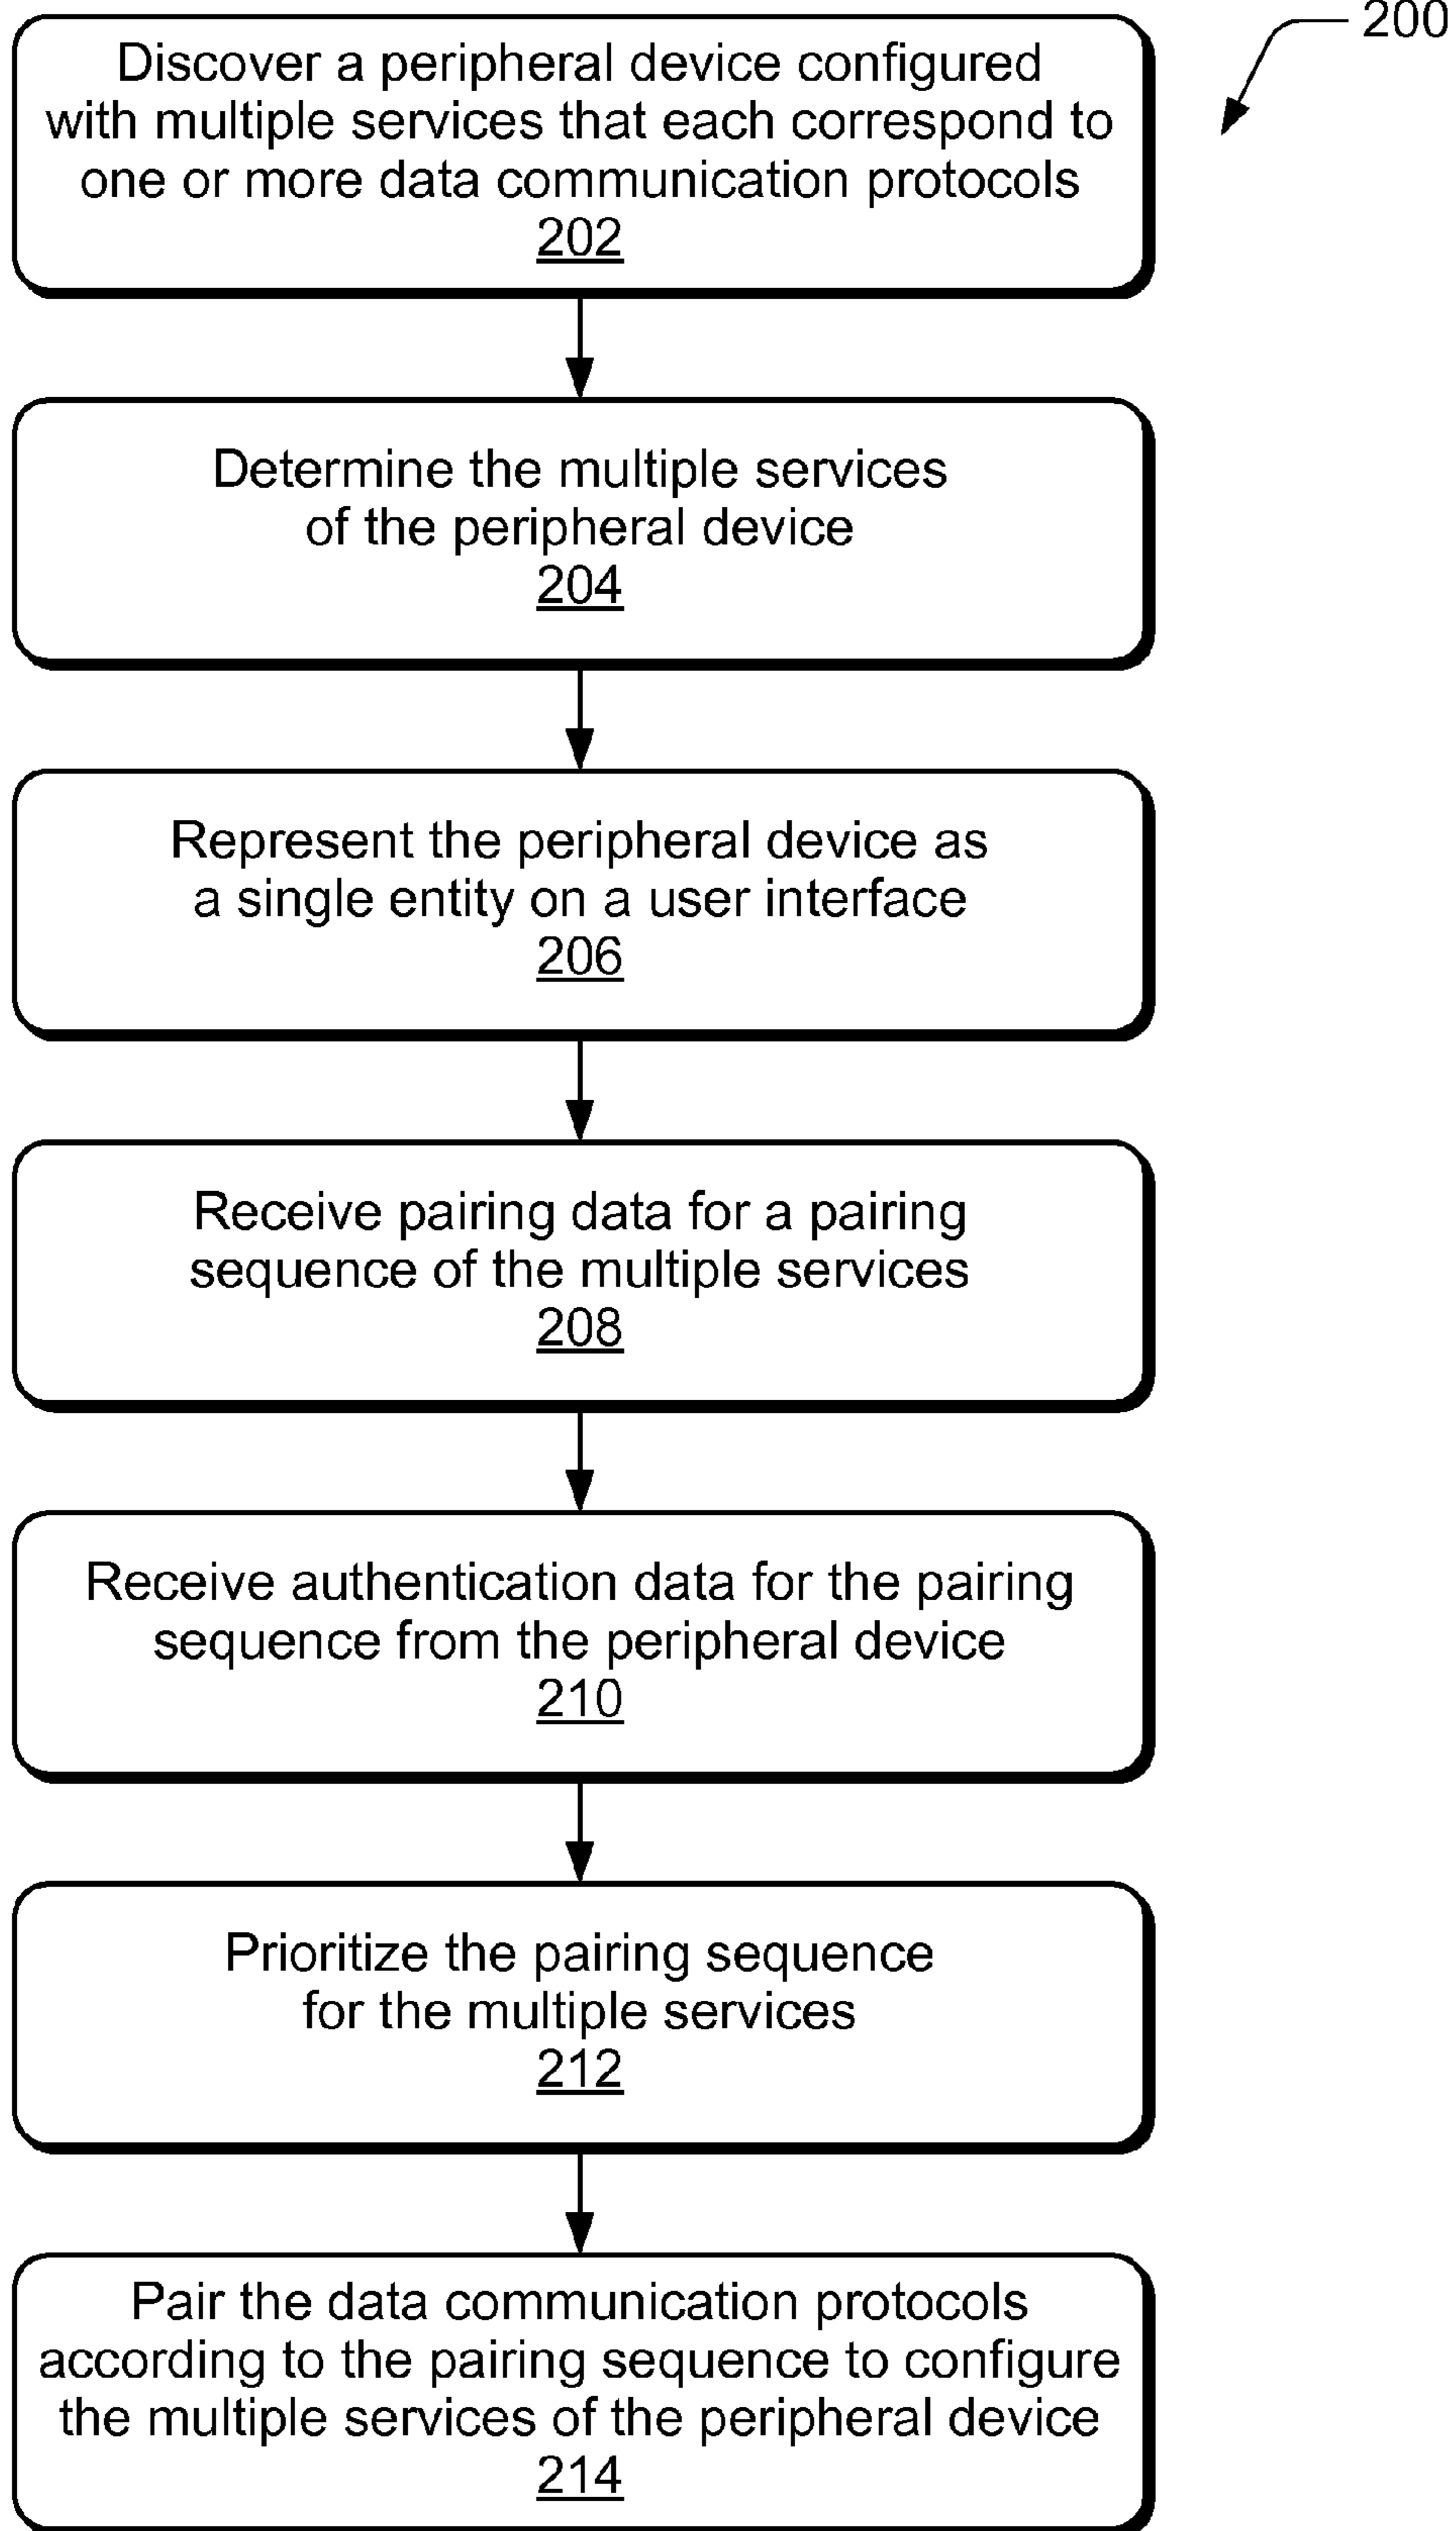 200
Discover a peripheral device configured
with multiple services that each correspond to
one or more data communication protocols
202
Determine the multiple services
of the peripheral device
204
Represent the peripheral device as
a single entity on a user interface
206
Receive pairing data for a pairing
sequence of the multiple services
208
Receive authentication data for the pairing
sequence from the peripheral device
210
Prioritize the pairing sequence
for the multiple services
212
Pair the data communication protocols
according to the pairing sequence to configure
the multiple services of the peripheral device
214